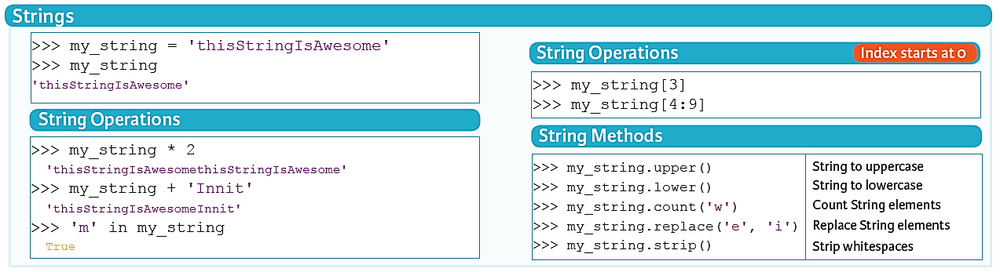 Strings
>>> my_string = 'thisStringIsAwesome'
>>> my_string
'thisStringIsAwesome'
String Operations
>>> my_string * 2
'thisStringIsAwesomethisStringIsAwesome'
>>> my_string + 'Innit'
'thisStringIsAwesomeInnit'
>>> 'm' in my_string
True
String Operations Index starts at 0
>>> my_string[3]
>>> my_string[4:9]
String Methods
>>> my_string.upper() String to uppercase
>>> my_string.lower() String to lowercase
>>> my_string.count('w') Count String elements
>>> my_string.replace('e', 'i') Replace String elements
>>> my_string.strip() Strip whitespaces